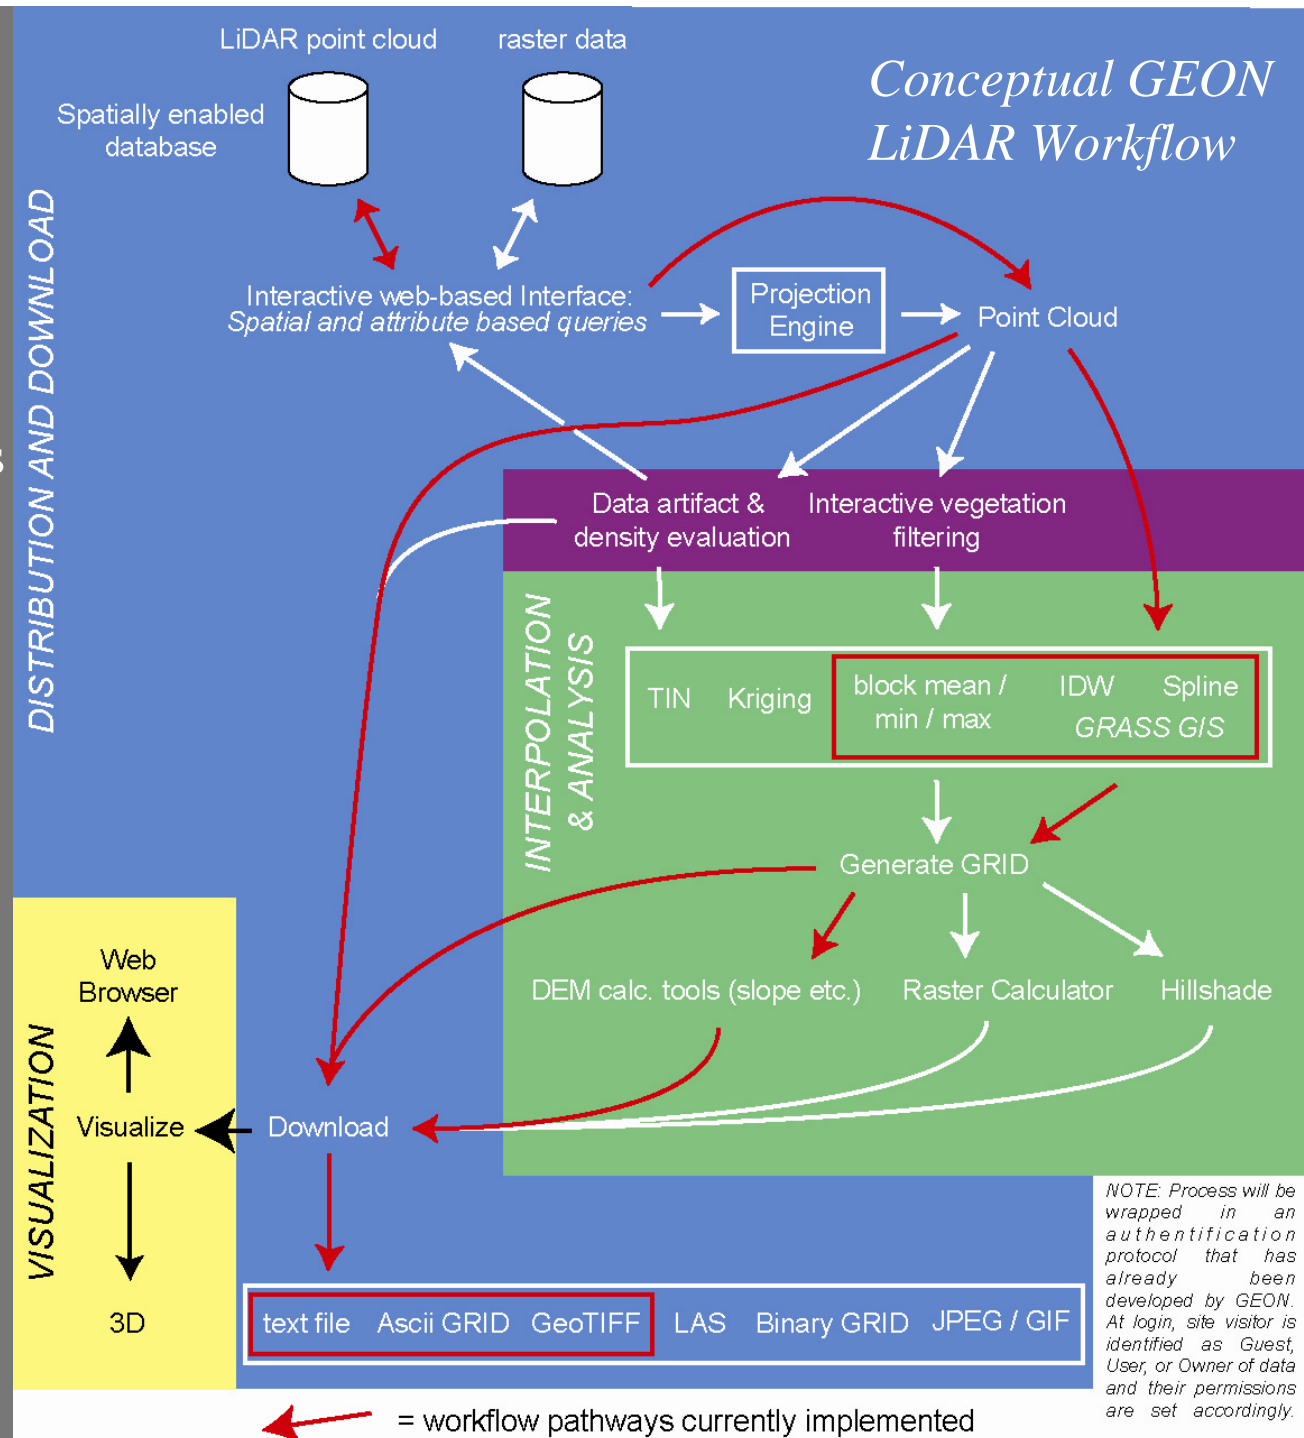 LiDAR point cloud
raster data
Conceptual GEON
LiDAR Workflow
Spatially enabled
database
DISTRIBUTION AND DOWNLOAD
Interactive web-based Interface:
Spatial and attribute based queries
Projection
Engine
Point Cloud
s
Data artifact &
density evaluation
Interactive vegetation
filtering
INTERPOLATION
& ANALYSIS
TIN
Kriging
block mean /
min / max
IDW
Spline
GRASS GIS
Generate GRID
DEM calc. tools (slope etc.)
Raster Calculator
Hillshade
VISUALIZATION
Web
Browser
Visualize
3D
Download
text file
Ascii GRID
GeoTIFF
LAS
Binary GRID
JPEG / GIF
NOTE: Process will be
wrapped in an
authentification
protocol that has
already been
developed by GEON.
At login, site visitor is
identified as Guest,
User, or Owner of data
and their permissions
are set accordingly.
= workflow pathways currently implemented